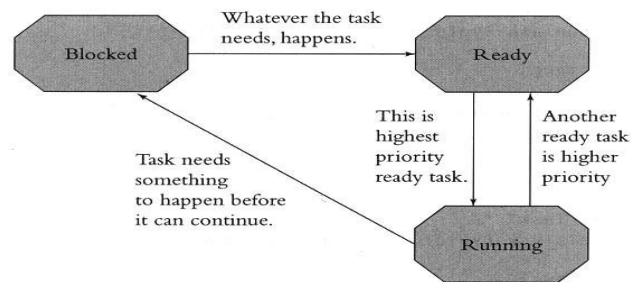 Whatever the task
needs, happens.
Blocked
Ready
This is
highest
priority
ready task.
Another
ready task
is higher
priority
Task needs
something
to happen before
it can continue.
Running